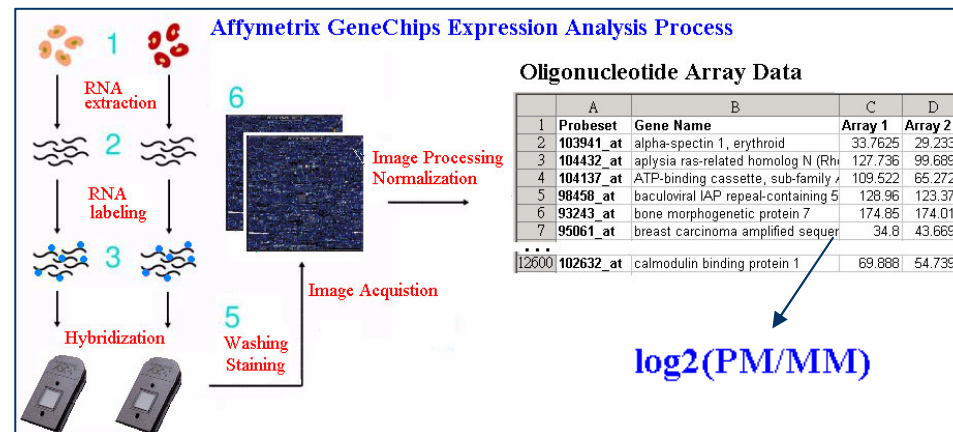 Affymetrix GeneChips Expression Analysis Process
1
RNA
extraction
2
RNA
labeling
3
Hybridization
5
Washing
Staining
Image Acquistion
6
Image Processing
Normalization
Oligonucleotide Array Data
A B C D
1 Probeset Gene Name Array 1 Array 2
2 103941_at alpha-spectin 1, erythroid 33.7625 29.233
3 104432_at aplysia ras-related homolog N (Rho 127.736 99.689
4 104137_at ATP-binding cassette, sub-family A 109.522 65.272
5 98458_at baculoviral IAP repeal-containing 5 128.96 123.37
6 93243_at bone morphogenetic protein 7 174.85 174.01
7 95061_at breast carcinoma amplified sequen 34.8 43.669
...
12600 102632_at calmodulin binding protein 1 69.888 54.739
log2(PM/MM)